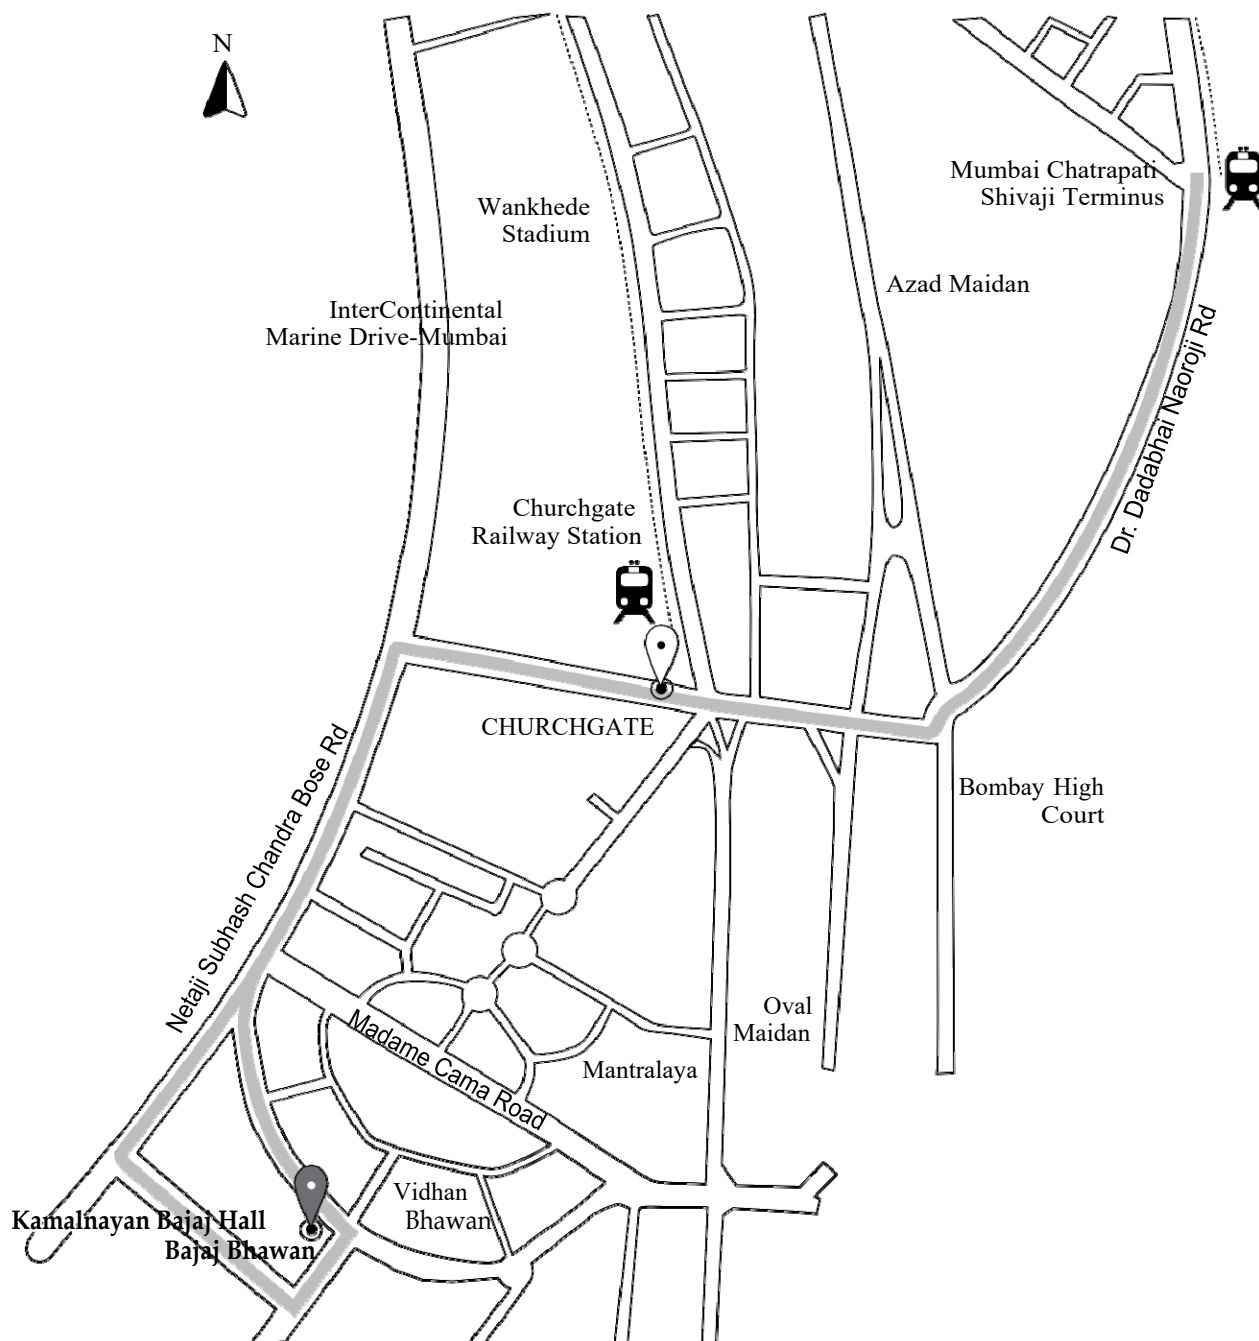 N
Mumbai Chatrapati
Shivaji Terminus
Wankhede
Stadium
Azad Maidan
InterContinental
Marine Drive-Mumbai
Dr. Dadabhai Naoroji Rd
Churchgate
Railway Station
CHURCHGATE
Netaji Subhash Chandra Bose Rd
Bombay High
Court
Oval
Maidan
Madame Cama Road
Mantralaya
Vidhan
Bhawan
Kamalnayan Bajaj Hall
Bajaj Bhawan